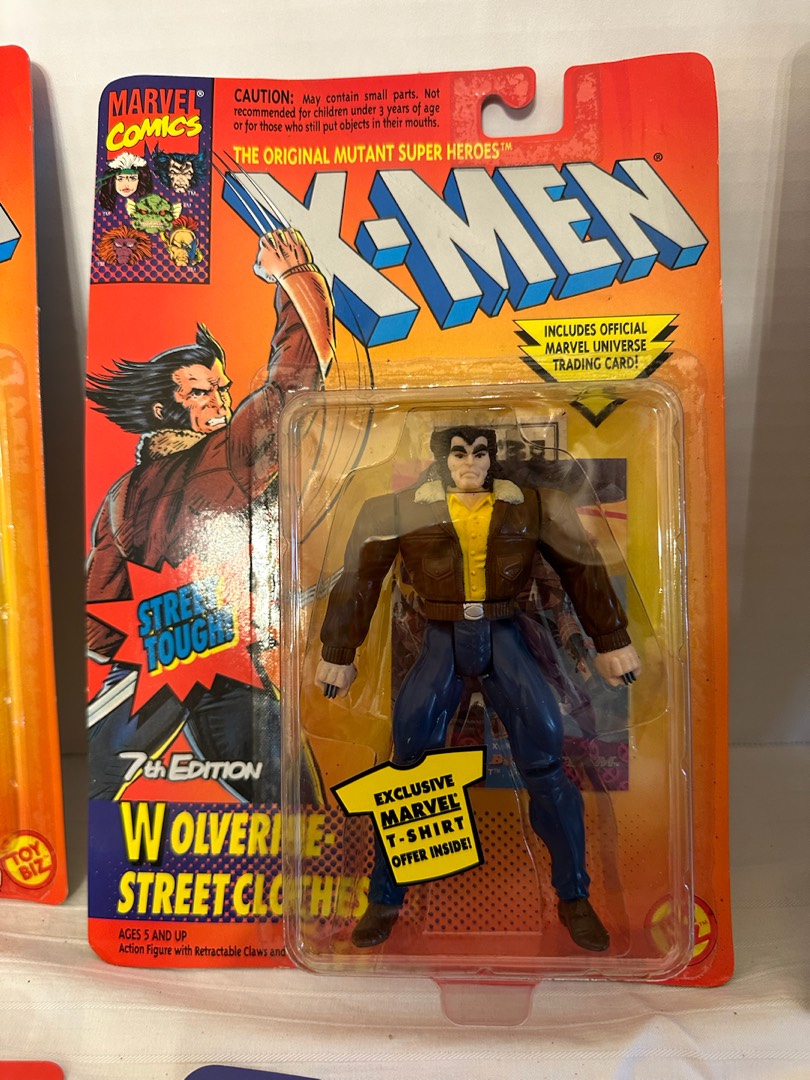 MARVEL®
COMICS
CAUTION: May contain small parts. Not
recommended for children under 3 years of age
or for those who still put objects in their mouths.
THE ORIGINAL MUTANT SUPER HEROES™
X-MEN®
INCLUDES OFFICIAL
MARVEL UNIVERSE
TRADING CARD!
STREET
TOUGH!
7th EDITION
WOLVERINE-
STREET CLOTHES
AGES 5 AND UP
Action Figure with Retractable Claws and
EXCLUSIVE
MARVEL®
T-SHIRT
OFFER INSIDE!
TOY
BIZ